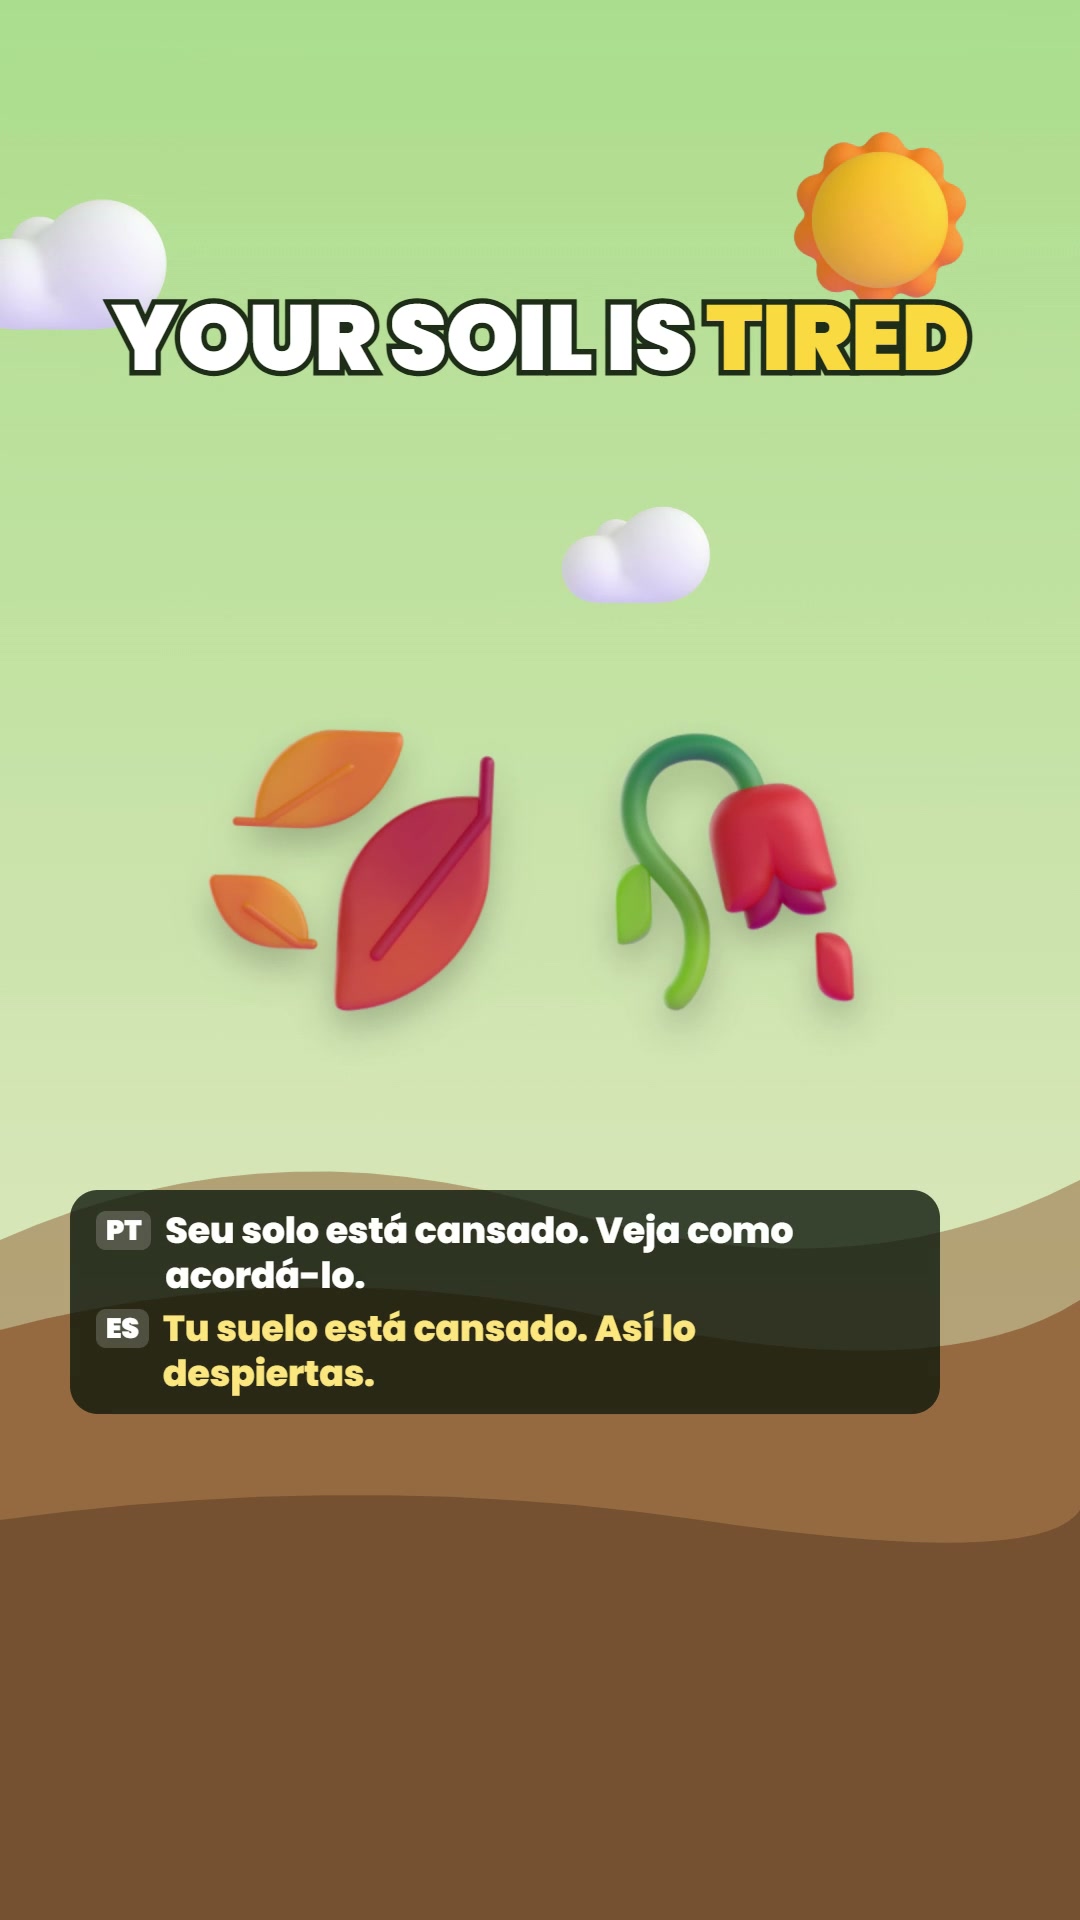 YOUR SOIL IS TIRED
PT Seu solo está cansado. Veja como
acordá-lo.
ES Tu suelo está cansado. Así lo
despiertas.